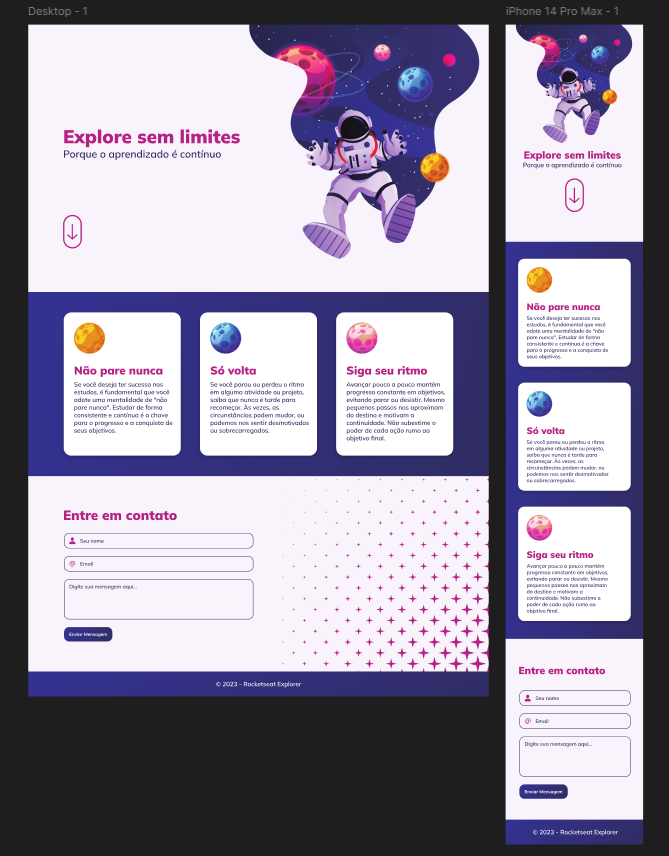 Desktop - 1
Explore sem limites
Porque o aprendizado é contínuo
Não pare nunca
Se você deseja ter sucesso nos
estudos, é fundamental que você
adote uma mentalidade de "não
pare nunca". Estudar de forma
consistente e contínua é a chave
para o progresso e a conquista de
seus objetivos.
Só volta
Se você parou ou perdeu o ritmo
em alguma atividade ou projeto,
saiba que nunca é tarde para
recomeçar. Às vezes, as
circunstâncias podem mudar, ou
podemos nos sentir desmotivados
ou sobrecarregados.
Siga seu ritmo
Avançar pouco a pouco mantém
progresso constante em objetivos,
evitando parar ou desistir. Mesmo
pequenos passos nos aproximam
do destino e motivam a
continuidade. Não subestime o
poder de cada ação rumo ao
objetivo final.
Entre em contato
Seu nome
Email
Digite sua mensagem aqui...
Enviar Mensagem
© 2023 - Rocketseat Explorer
iPhone 14 Pro Max - 1
Explore sem limites
Porque o aprendizado é contínuo
Não pare nunca
Se você deseja ter sucesso nos
estudos, é fundamental que você
adote uma mentalidade de "não
pare nunca". Estudar de forma
consistente e contínua é a chave
para o progresso e a conquista de
seus objetivos.
Só volta
Se você parou ou perdeu o ritmo
em alguma atividade ou projeto,
saiba que nunca é tarde para
recomeçar. Às vezes, as
circunstâncias podem mudar, ou
podemos nos sentir desmotivados
ou sobrecarregados.
Siga seu ritmo
Avançar pouco a pouco mantém
progresso constante em objetivos,
evitando parar ou desistir. Mesmo
pequenos passos nos aproximam
do destino e motivam a
continuidade. Não subestime o
poder de cada ação rumo ao
objetivo final.
Entre em contato
Seu nome
Email
Digite sua mensagem aqui...
Enviar Mensagem
© 2023 - Rocketseat Explorer